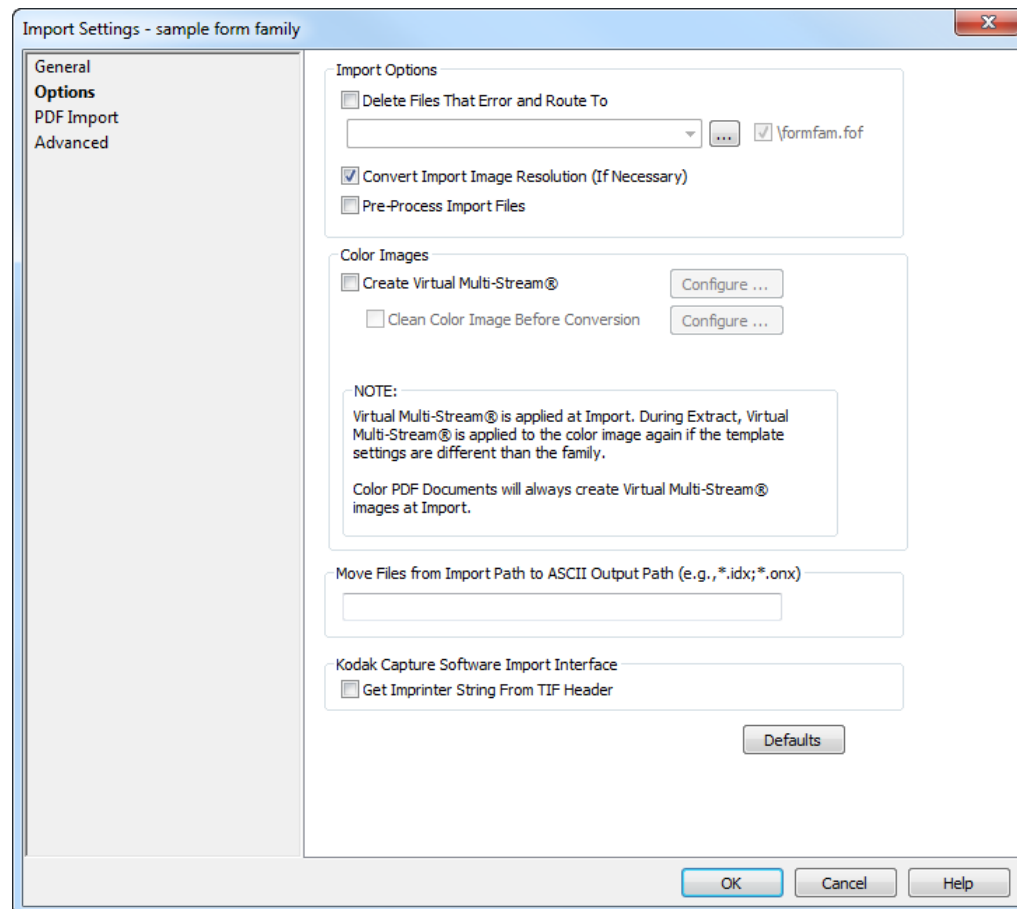 Import Settings - sample form family
X
General
Options
PDF Import
Advanced
Import Options
Delete Files That Error and Route To
... \formfam.fof
Convert Import Image Resolution (If Necessary)
Pre-Process Import Files
Color Images
Create Virtual Multi-Stream® Configure ...
Clean Color Image Before Conversion Configure ...
NOTE:
Virtual Multi-Stream® is applied at Import. During Extract, Virtual
Multi-Stream® is applied to the color image again if the template
settings are different than the family.
Color PDF Documents will always create Virtual Multi-Stream®
images at Import.
Move Files from Import Path to ASCII Output Path (e.g.,*.idx;*.onx)
Kodak Capture Software Import Interface
Get Imprinter String From TIF Header
Defaults
OK Cancel Help